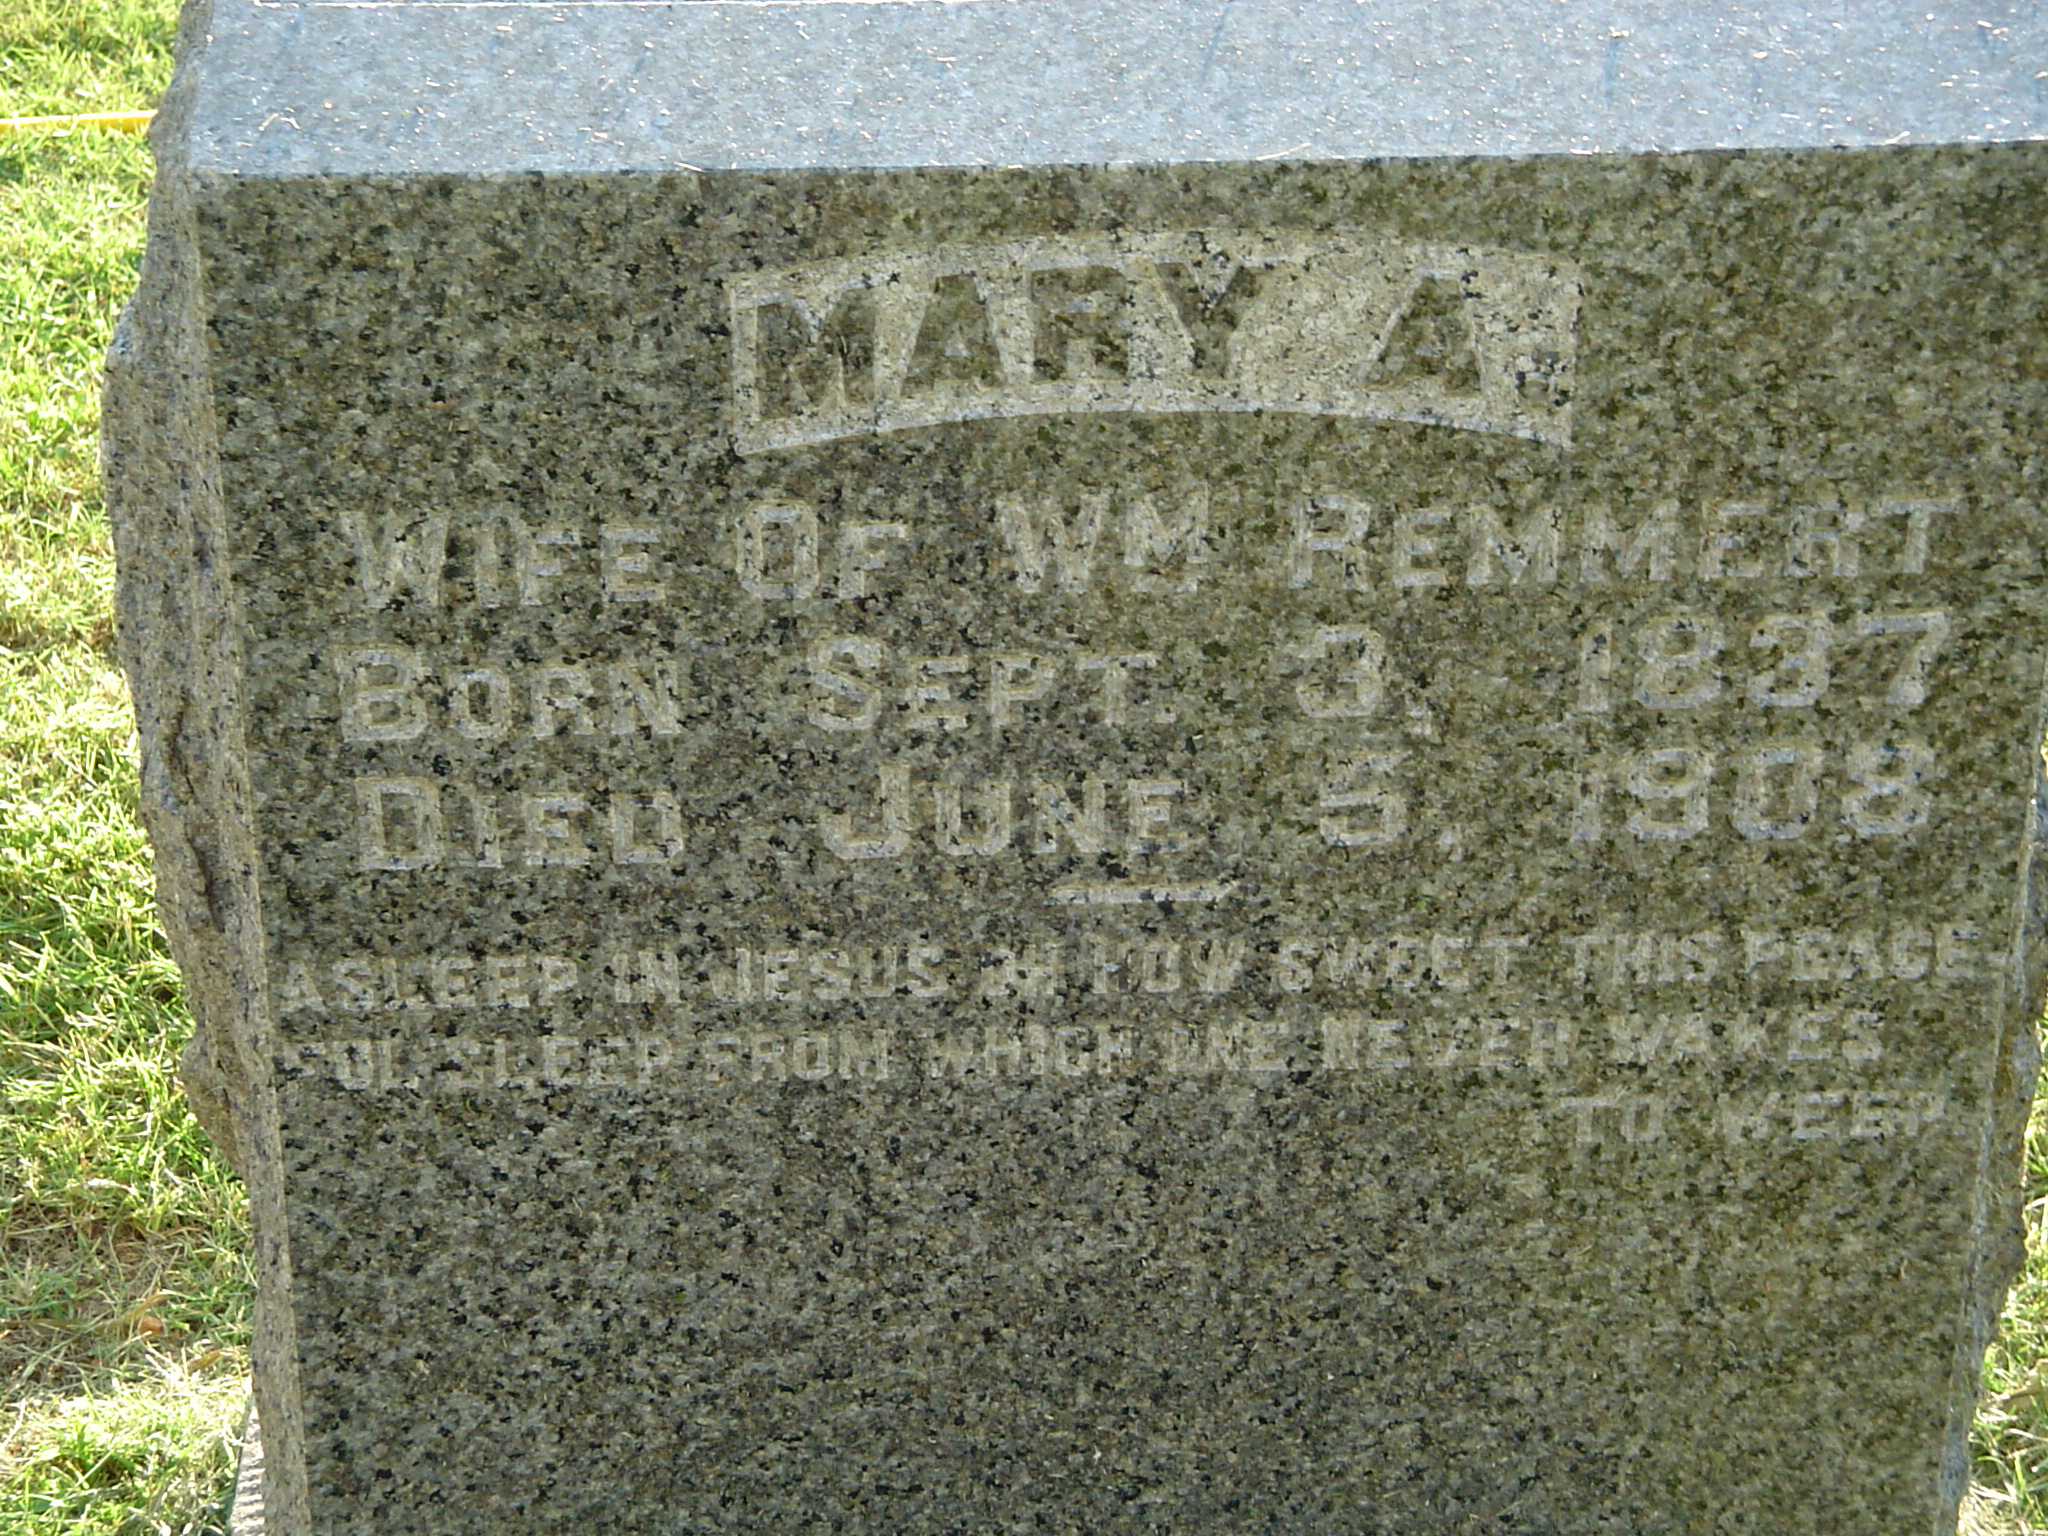 MARY A.
WIFE OF WM REMMERT
BORN SEPT. 3, 1837
DIED JUNE 5, 1908
ASLEEP IN JESUS OH HOW SWEET THIS PEACE
SLEEP FROM WHICH ONE NEVER WAKES
TO WEEP.